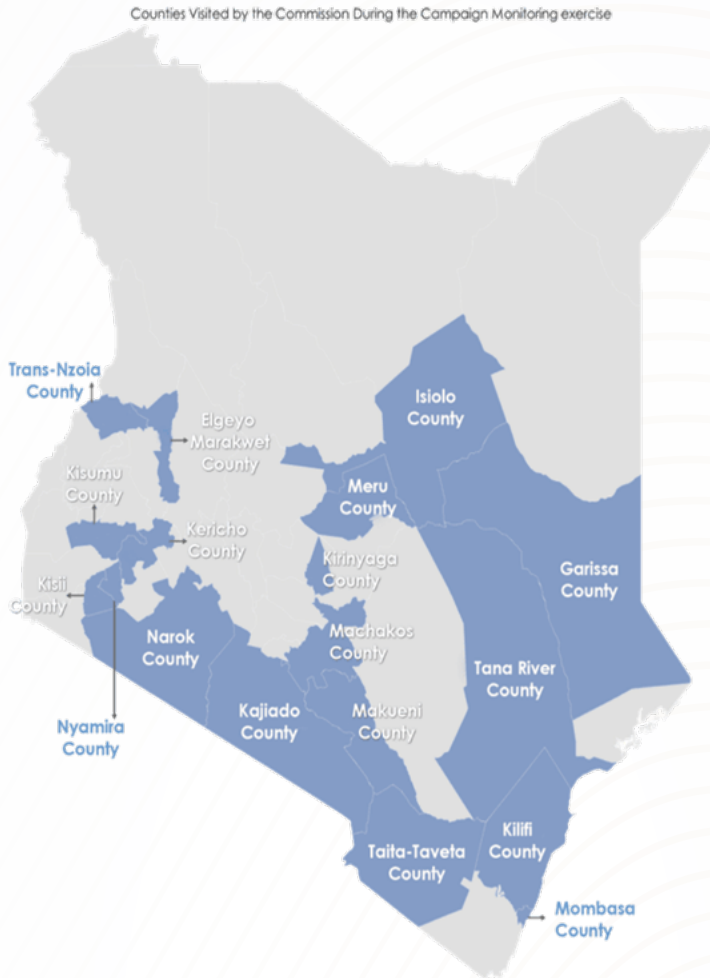 Counties Visited by the Commission During the Campaign Monitoring exercise
Trans-Nzoia
County
Isiolo
County
Elgeyo
Marakwet
County
Kisumu
County
Meru
County
Kericho
County
Kirinyaga
County
Garissa
County
Kisii
County
Narok
County
Machakos
County
Tana River
County
Kajiado
County
Makueni
County
Nyamira
County
Kilifi
County
Taita-Taveta
County
Mombasa
County